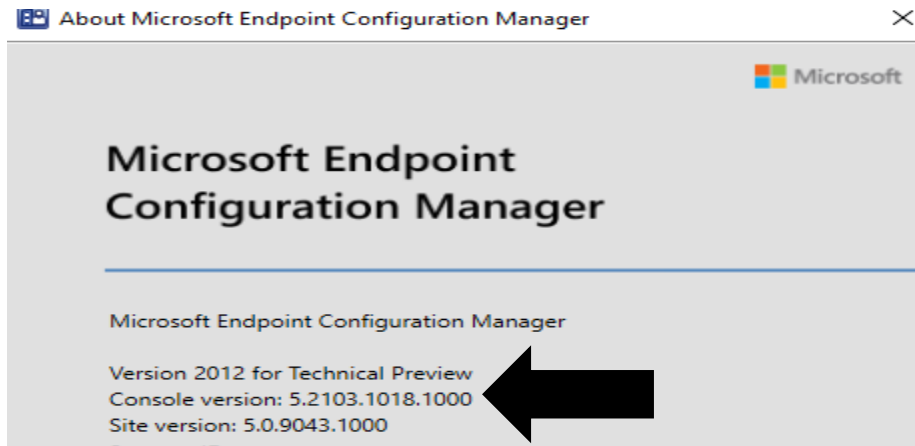 About Microsoft Endpoint Configuration Manager
Microsoft
Microsoft Endpoint
Configuration Manager
Microsoft Endpoint Configuration Manager
Version 2012 for Technical Preview
Console version: 5.2103.1018.1000
Site version: 5.0.9043.1000